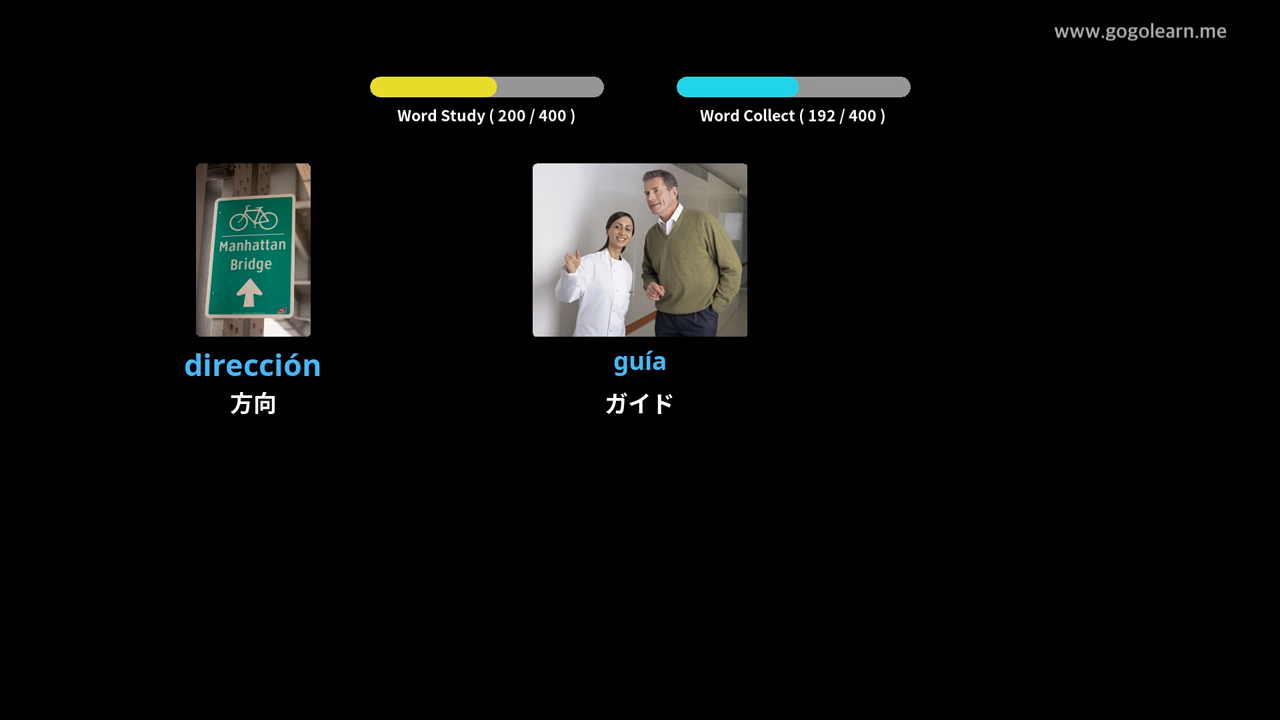 www.gogolearn.me
Word Study ( 200 / 400 )
Word Collect ( 192 / 400 )
Manhattan
Bridge
dirección
方向
guía
ガイド